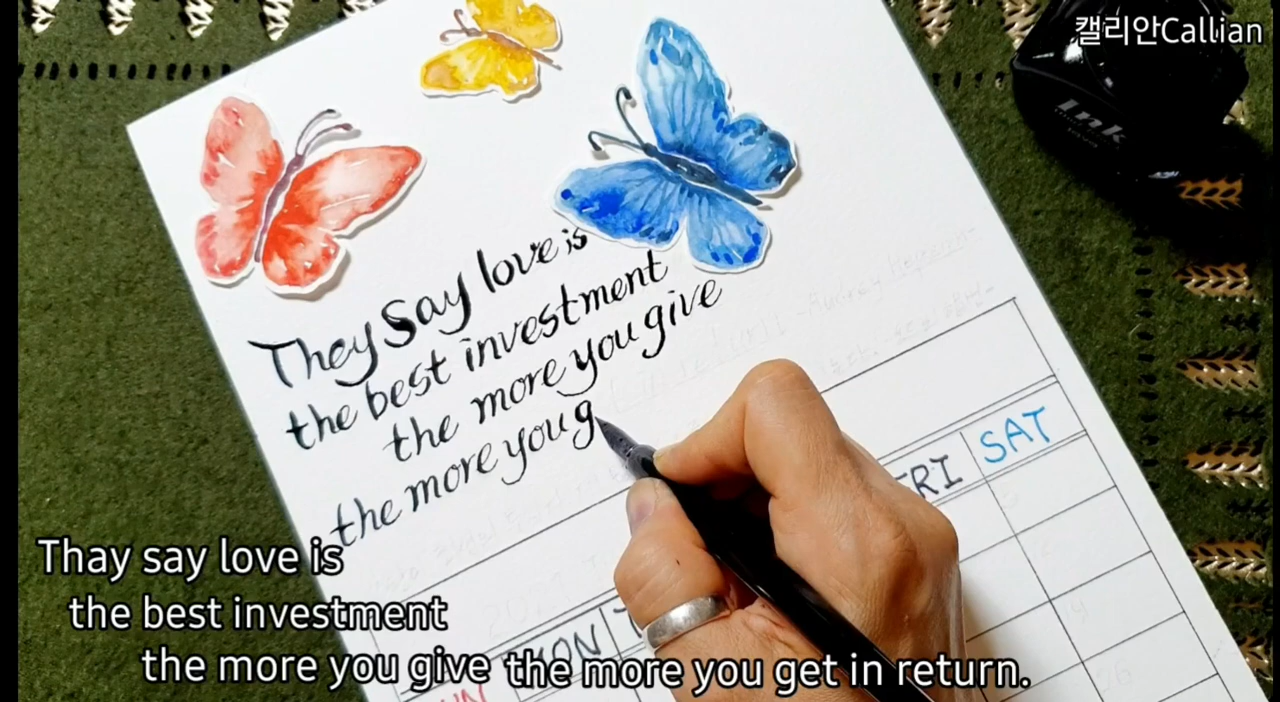 캘리안Callian
Ink
They Say love is
the best investment
the more you give
the more you g
SAT
FRI
MON
Thay say love is
the best investment
the more you give the more you get in return.